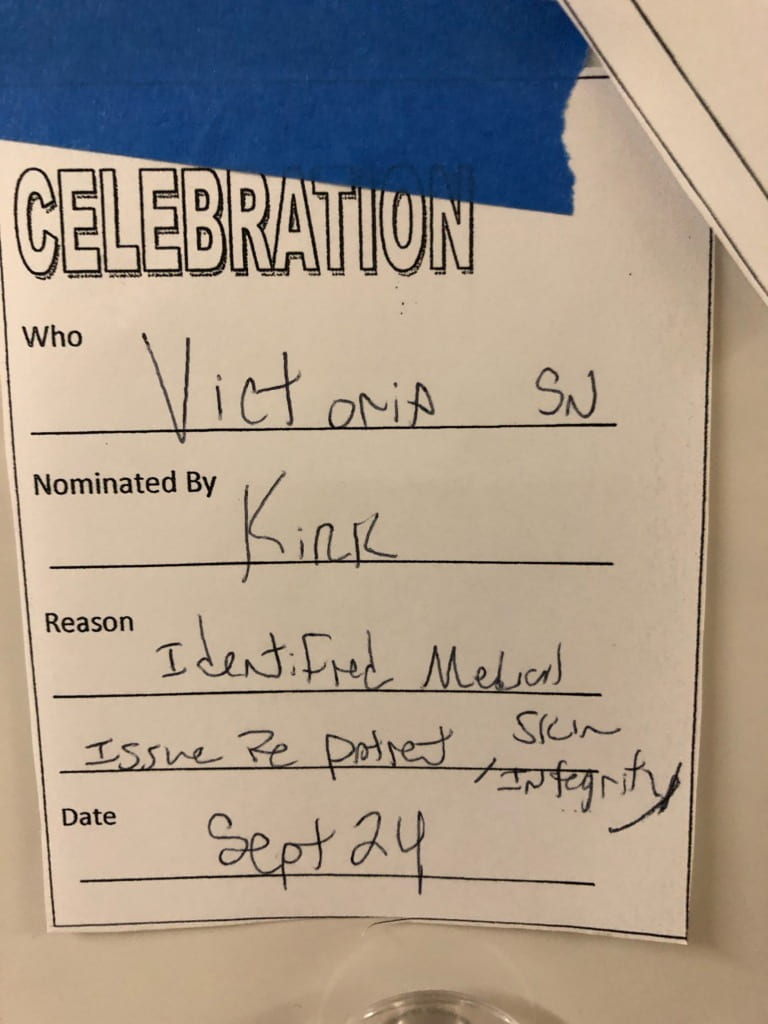 CELEBRATION
Who Victoria SN
Nominated By Kirk
Reason Identified Medical
Issue Re patient, Skin
Integrity
Date Sept 24